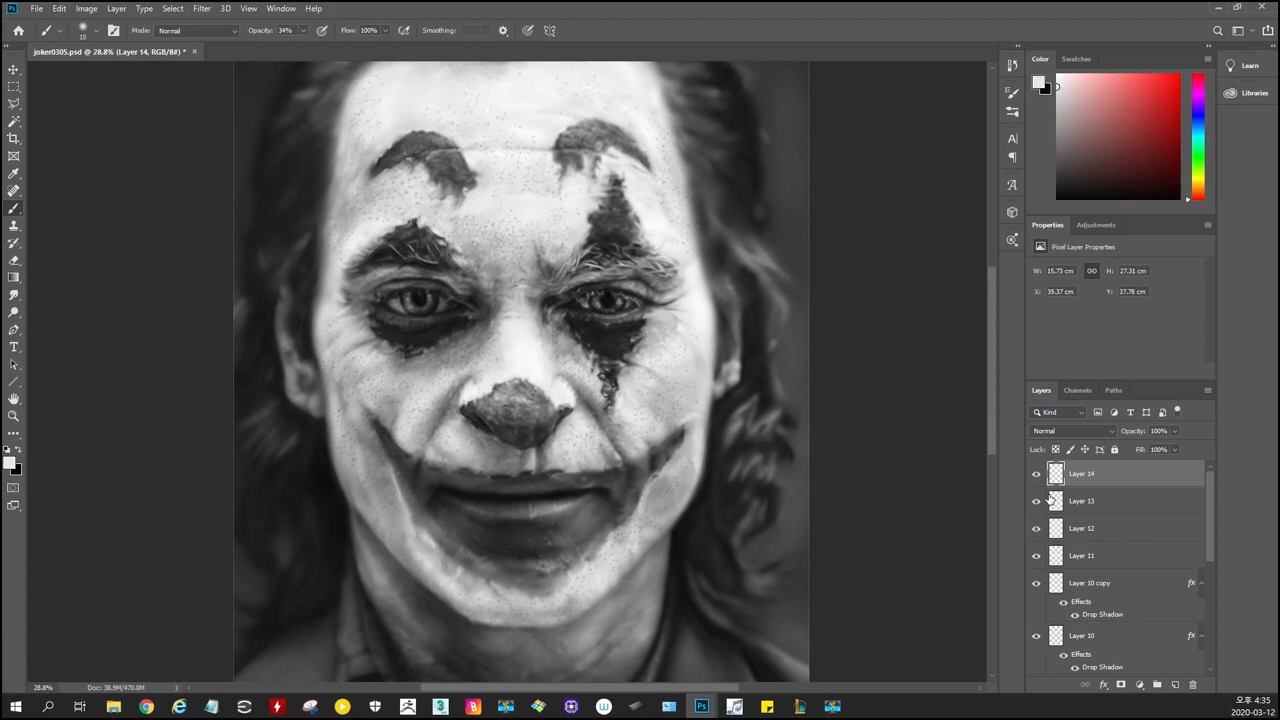 Ps File Edit Image Layer Type Select Filter 3D View Window Help
15 Mode: Normal Opacity: 34% Flow: 100% Smoothing:
joker0305.psd @ 28.8% (Layer 14, RGB/8#) * ×
Color Swatches
Learn
Libraries
Properties Adjustments
Pixel Layer Properties
W: 15.73 cm H: 27.31 cm
X: 39.37 cm Y: 37.78 cm
Layers Channels Paths
Kind
Normal Opacity: 100%
Lock: Fill: 100%
Layer 14
Layer 13
Layer 12
Layer 11
Layer 10 copy fx
Effects
Drop Shadow
Layer 10 fx
Effects
Drop Shadow
28.8% Doc: 38.9M/470.0M
오후 4:35
2020-03-12